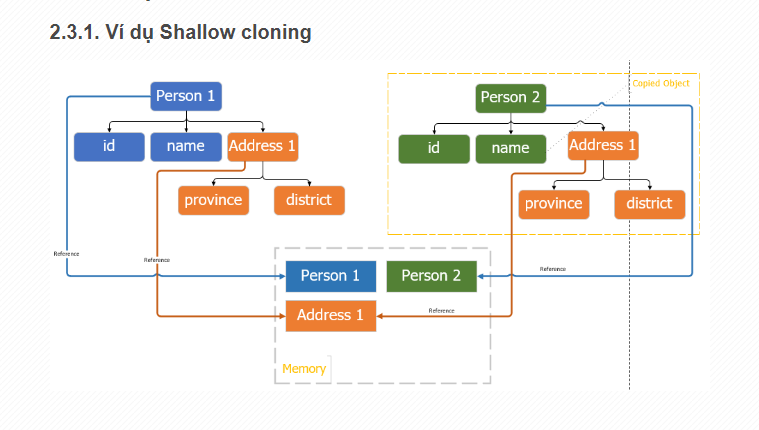 2.3.1. Ví dụ Shallow cloning
Copied Object
Person 1
Person 2
id
name
Address 1
id
name
Address 1
province
district
province
district
Reference
Reference
Person 1
Person 2
Reference
Address 1
Reference
Memory